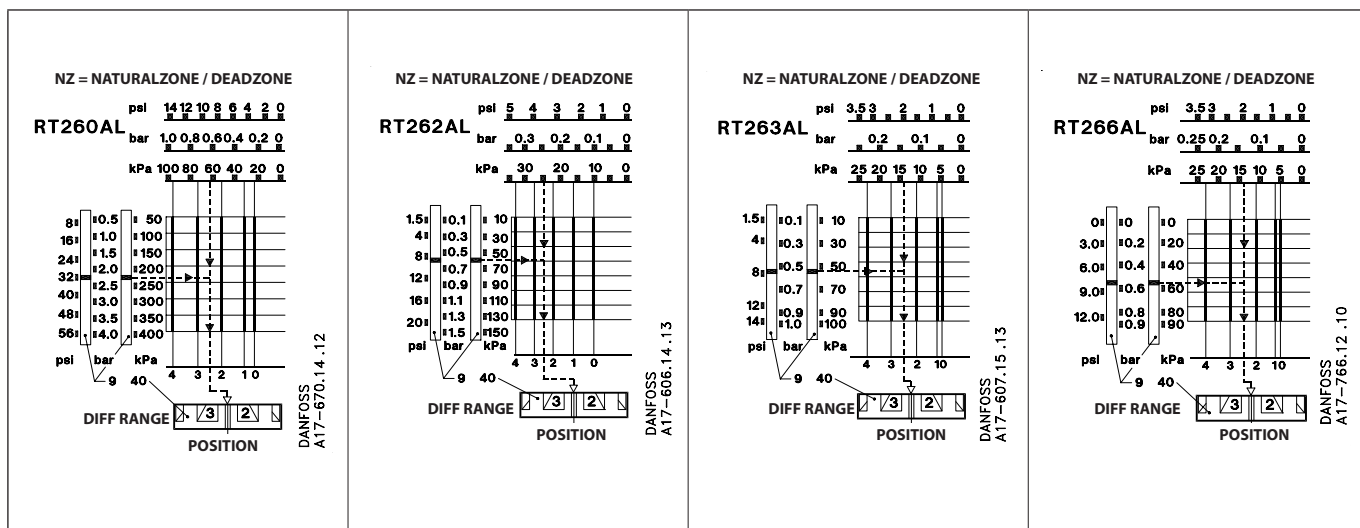 NZ = NATURALZONE / DEADZONE
psi 14 12 10 8 6 4 2 0
RT260AL
bar 1.0 0.8 0.6 0.4 0.2 0
kPa 100 80 60 40 20 0
8 0.5 50
16 1.0 100
24 1.5 150
32 2.0 200
40 2.5 250
48 3.0 300
56 3.5 350
4.0 400
psi bar kPa
4 3 2 1 0
9 40
DIFF RANGE 3 2
POSITION
DANFOSS
A17-670.14.12
NZ = NATURALZONE / DEADZONE
psi 5 4 3 2 1 0
RT262AL
bar 0.3 0.2 0.1 0
kPa 30 20 10 0
1.5 0.1 10
4 0.3 30
8 0.5 50
0.7 70
12 0.9 90
16 1.1 110
20 1.3 130
1.5 150
psi bar kPa
4 3 2 1 0
9 40
DIFF RANGE 3 2
POSITION
DANFOSS
A17-606.14.13
NZ = NATURALZONE / DEADZONE
psi 3.5 3 2 1 0
RT263AL
bar 0.2 0.1 0
kPa 25 20 15 10 5 0
1.5 0.1 10
4 0.3 30
8 0.5 50
0.7 70
12 0.9 90
14 1.0 100
psi bar kPa
4 3 2 1 0
9 40
DIFF RANGE 3 2
POSITION
DANFOSS
A17-607.15.13
NZ = NATURALZONE / DEADZONE
psi 3.5 3 2 1 0
RT266AL
bar 0.25 0.2 0.1 0
kPa 25 20 15 10 5 0
0 0
3.0 0.2 20
6.0 0.4 40
9.0 0.6 60
12.0 0.8 80
0.9 90
psi bar kPa
4 3 2 1 0
9 40
DIFF RANGE 3 2
POSITION
DANFOSS
A17-766.12 .10